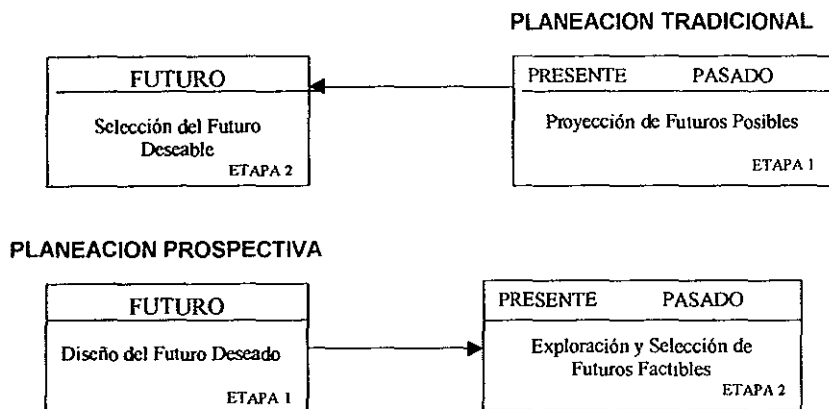 PLANEACION TRADICIONAL
FUTURO
Selección del Futuro
Deseable
ETAPA 2
PRESENTE PASADO
Proyección de Futuros Posibles
ETAPA 1
PLANEACION PROSPECTIVA
FUTURO
Diseño del Futuro Deseado
ETAPA 1
PRESENTE PASADO
Exploración y Selección de
Futuros Factibles
ETAPA 2